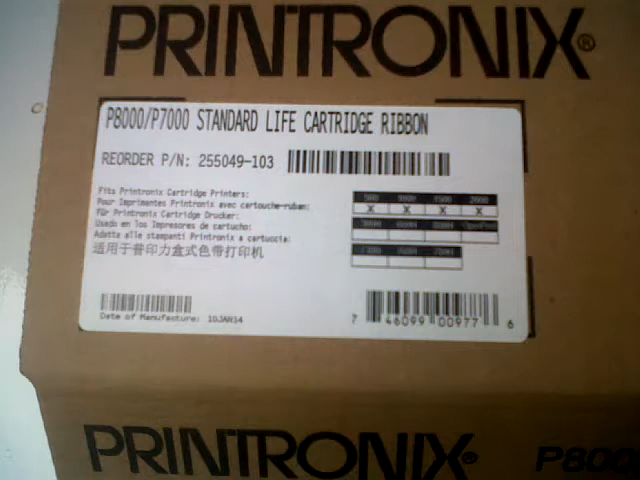 PRINTRONIX®
P8000/P7000 STANDARD LIFE CARTRIDGE RIBBON
REORDER P/N: 255049-103
Fits Printronix Cartridge Printers:
Pour Imprimantes Printronix avec cartouche-ruban:
Für Printronix Cartridge Drucker:
Usado en los Impresores de cartucho:
Adatto alle stampanti Printronix a cartuccia:
适用于普印力盒式色带打印机
500 1000 1500 2000
X X X X
Date of Manufacture: 10JAN14
7 46099 00977 6
PRINTRONIX® P800